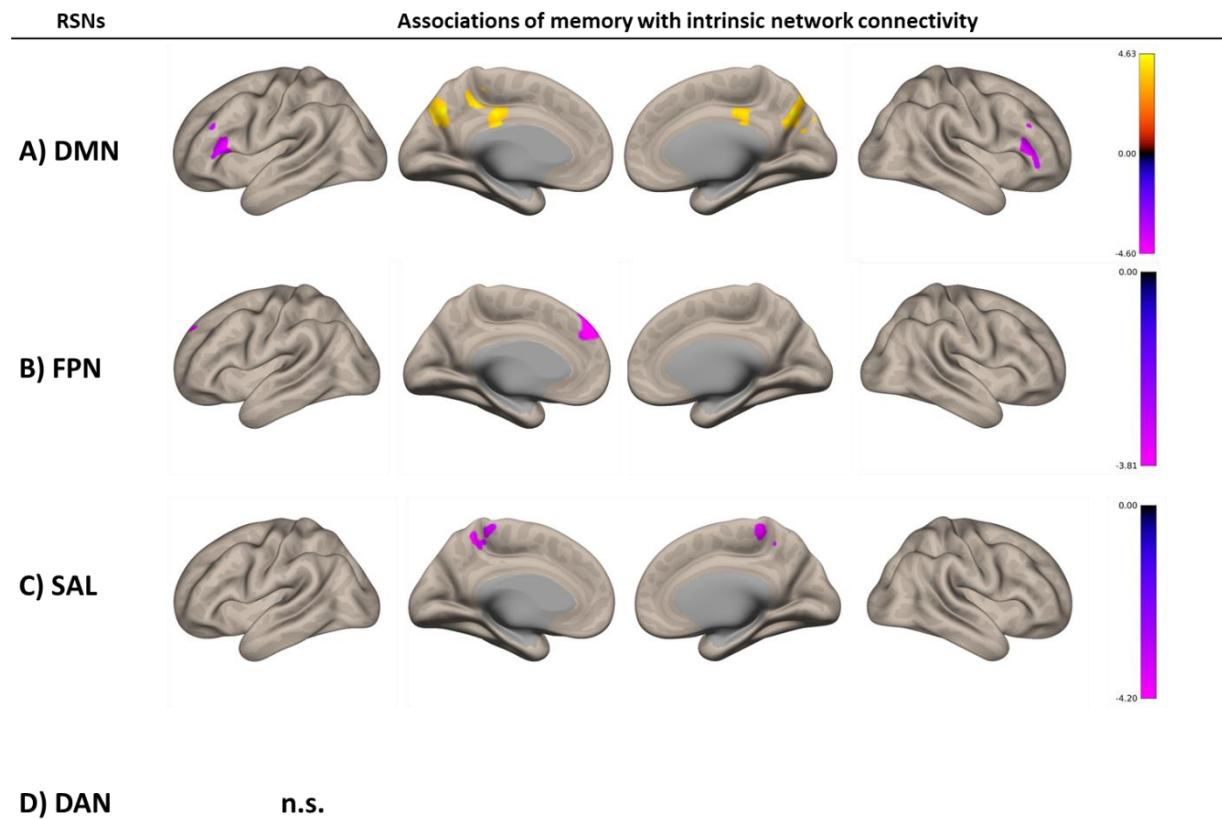 RSNs Associations of memory with intrinsic network connectivity
4.63
A) DMN
0.00
-4.60
0.00
B) FPN
-3.81
0.00
C) SAL
-4.20
D) DAN n.s.